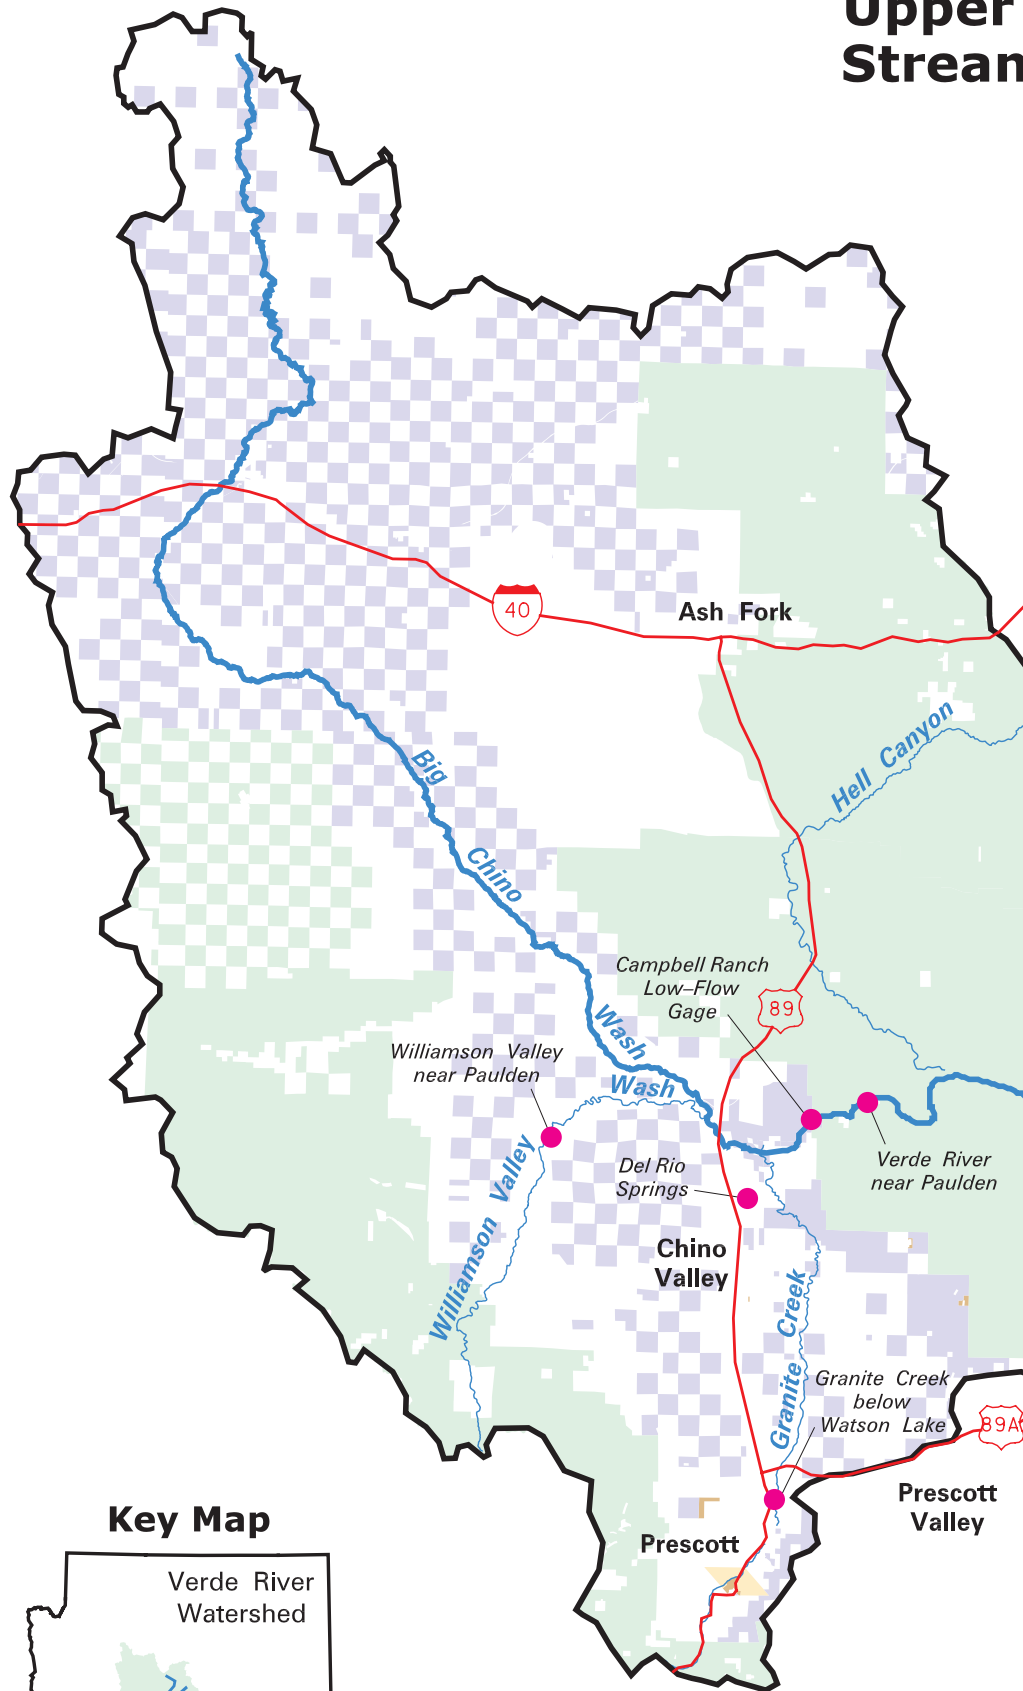 Upper
Stream
40
Ash Fork
Hell Canyon
Big
Chino
Wash
Campbell Ranch
Low–Flow
Gage
89
Williamson Valley
near Paulden
Wash
Williamson Valley
Verde River
near Paulden
Del Rio
Springs
Chino
Valley
Granite Creek
Granite Creek
below
Watson Lake
89A
Prescott
Valley
Prescott
Key Map
Verde River
Watershed